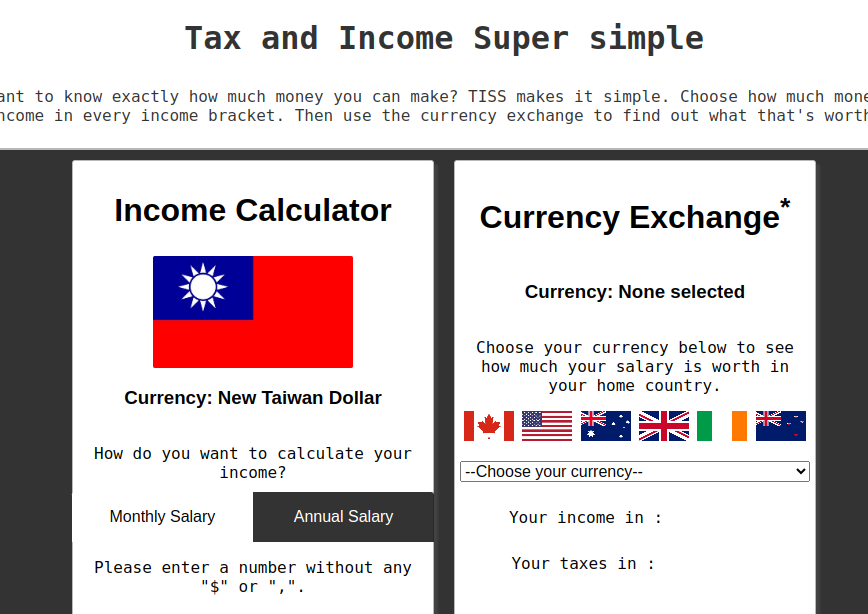 Tax and Income Super simple
ant to know exactly how much money you can make? TISS makes it simple. Choose how much mone
ncome in every income bracket. Then use the currency exchange to find out what that's worth
Income Calculator
Currency: New Taiwan Dollar
How do you want to calculate your
income?
Monthly Salary
Annual Salary
Please enter a number without any
"$" or ",".
Currency Exchange*
Currency: None selected
Choose your currency below to see
how much your salary is worth in
your home country.
--Choose your currency--
Your income in :
Your taxes in :